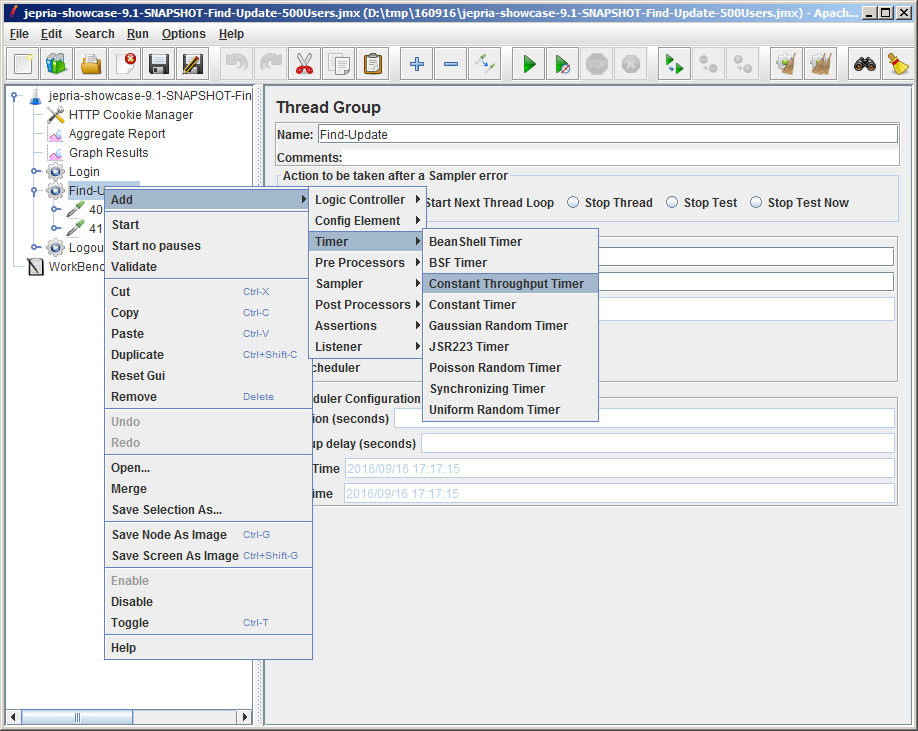 jepria-showcase-9.1-SNAPSHOT-Find-Update-500Users.jmx (D:\tmp\160916\jepria-showcase-9.1-SNAPSHOT-Find-Update-500Users.jmx) - Apach...
File Edit Search Run Options Help
STOP
jepria-showcase-9.1-SNAPSHOT-Fin
HTTP Cookie Manager
Aggregate Report
Graph Results
Login
Find-U
40
41
Logou
WorkBenc
Thread Group
Name: Find-Update
Comments:
Action to be taken after a Sampler error
Start Next Thread Loop Stop Thread Stop Test Stop Test Now
Add
Start
Start no pauses
Validate
Cut Ctrl-X
Copy Ctrl-C
Paste Ctrl-V
Duplicate Ctrl+Shift-C
Reset Gui
Remove Delete
Undo
Redo
Open...
Merge
Save Selection As...
Save Node As Image Ctrl-G
Save Screen As Image Ctrl+Shift-G
Enable
Disable
Toggle Ctrl-T
Help
Logic Controller
Config Element
Timer
Pre Processors
Sampler
Post Processors
Assertions
Listener
BeanShell Timer
BSF Timer
Constant Throughput Timer
Constant Timer
Gaussian Random Timer
JSR223 Timer
Poisson Random Timer
Synchronizing Timer
Uniform Random Timer
cheduler
duler Configuration
ion (seconds)
up delay (seconds)
Time 2016/09/16 17:17:15
ime 2016/09/16 17:17:15